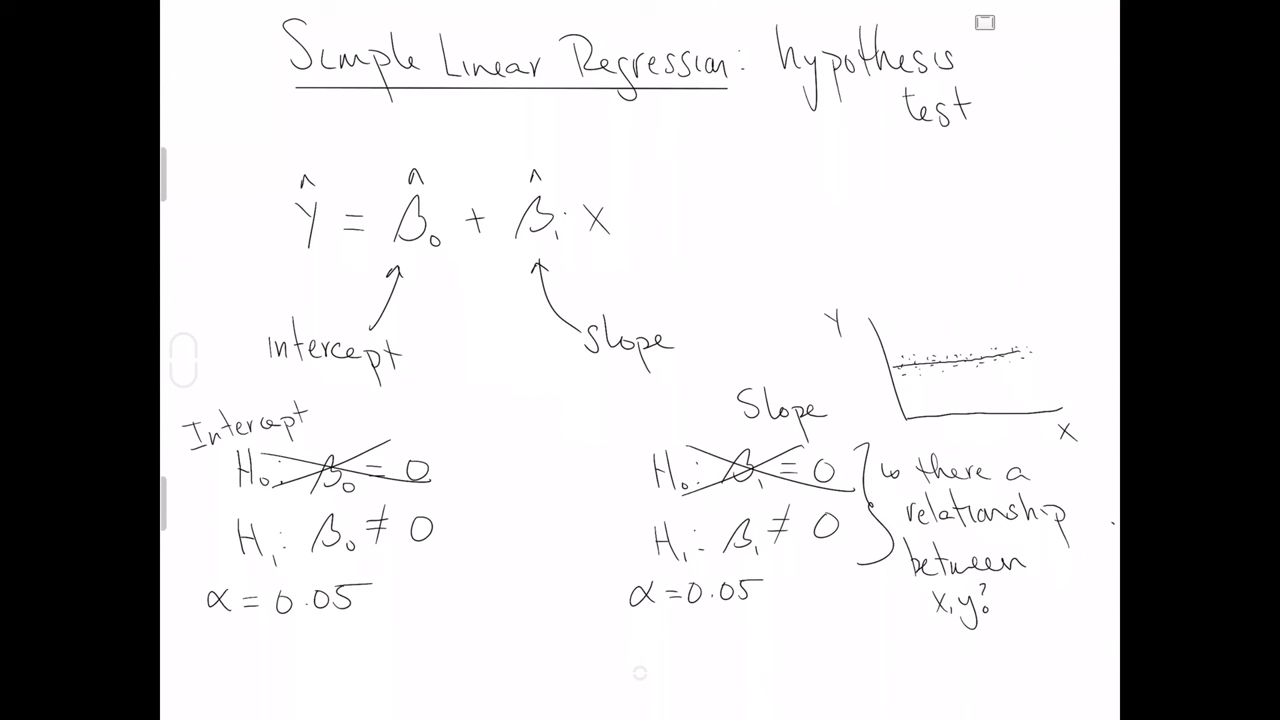 Simple Linear Regression: hypothesis
test
Ŷ = β̂₀ + β̂₁ · X
intercept
slope
Y
X
Intercept
H₀: β₀ = 0
H₁: β₀ ≠ 0
α = 0.05
Slope
H₀: β₁ = 0
H₁: β₁ ≠ 0
α = 0.05
is there a
relationship
between
x, y?